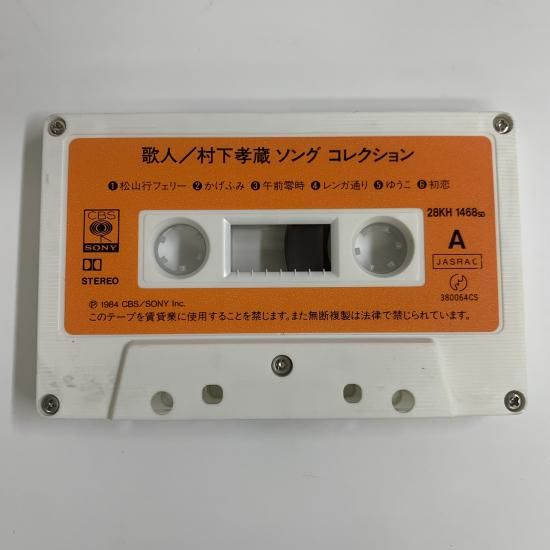 歌人／村下孝蔵 ソング コレクション
❶松山行フェリー ❷かげふみ ❸午前零時 ❹レンガ通り ❺ゆうこ ❻初恋
CBS
SONY
STEREO
28KH 1468SD
A
JASRAC
380064CS
℗ 1984 CBS／SONY Inc.
このテープを賃貸業に使用することを禁じます。また無断複製は法律で禁じられています。